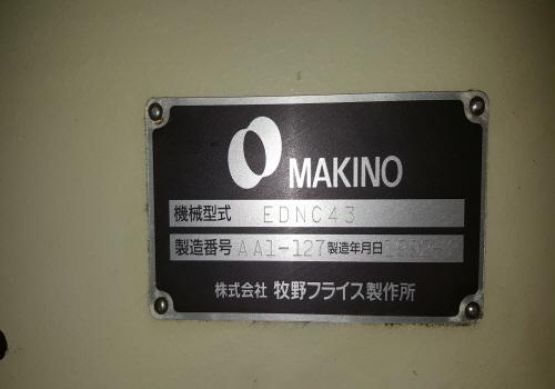 MAKINO
機械型式 EDNC43
製造番号 AA1-127 製造年月日
株式会社 牧野フライス製作所